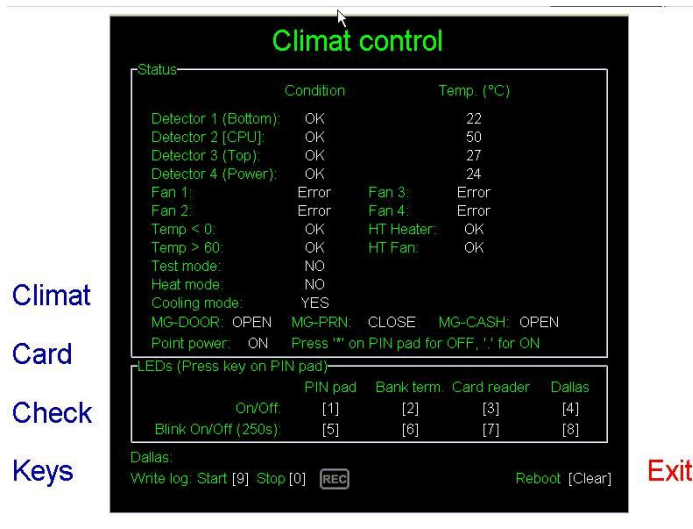 Climat control
Status
Condition Temp. (°C)
Detector 1 (Bottom): OK 22
Detector 2 [CPU]: OK 50
Detector 3 (Top): OK 27
Detector 4 (Power): OK 24
Fan 1: Error Fan 3: Error
Fan 2: Error Fan 4: Error
Temp < 0: OK HT Heater: OK
Temp > 60: OK HT Fan: OK
Test mode: NO
Heat mode: NO
Cooling mode: YES
MG-DOOR: OPEN MG-PRN: CLOSE MG-CASH: OPEN
Point power: ON Press '*' on PIN pad for OFF, '.' for ON
LEDs (Press key on PIN pad)
PIN pad Bank term. Card reader Dallas
On/Off: [1] [2] [3] [4]
Blink On/Off (250s): [5] [6] [7] [8]
Dallas:
Write log: Start [9] Stop [0] REC Reboot [Clear]
Climat
Card
Check
Keys
Exit